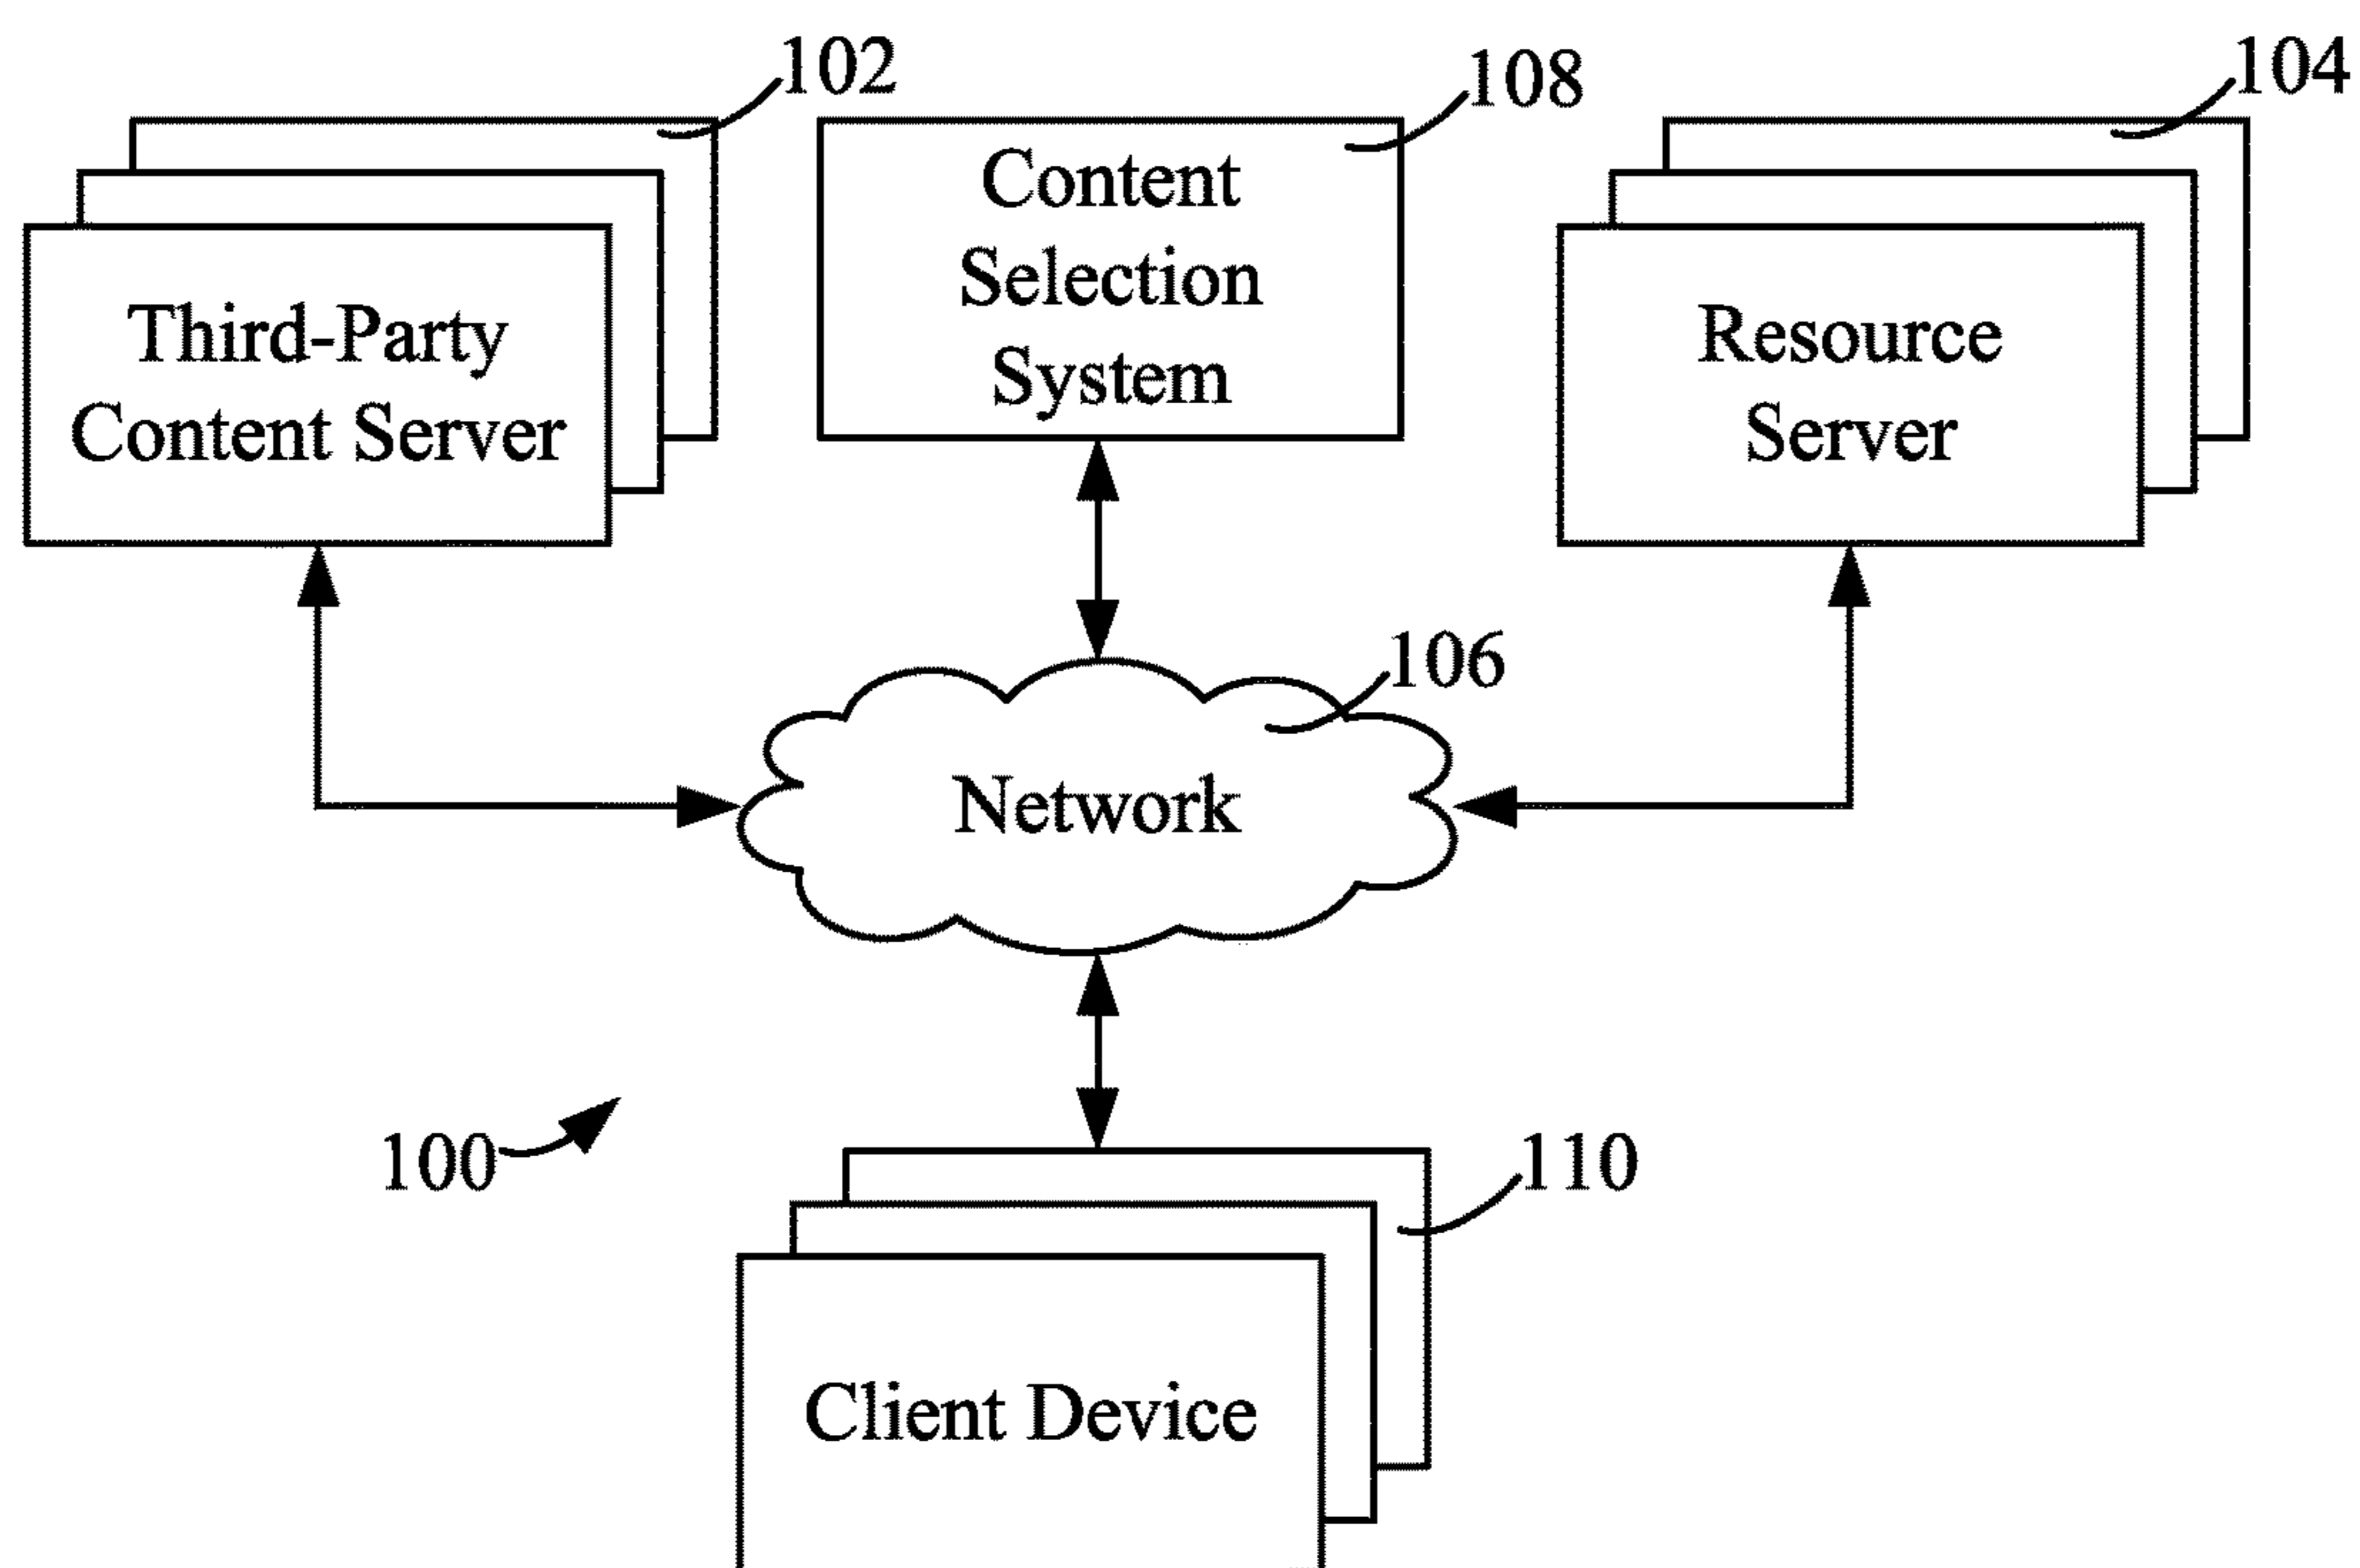 102
108
104
Third-Party
Content Server
Content
Selection
System
Resource
Server
106
Network
100
110
Client Device